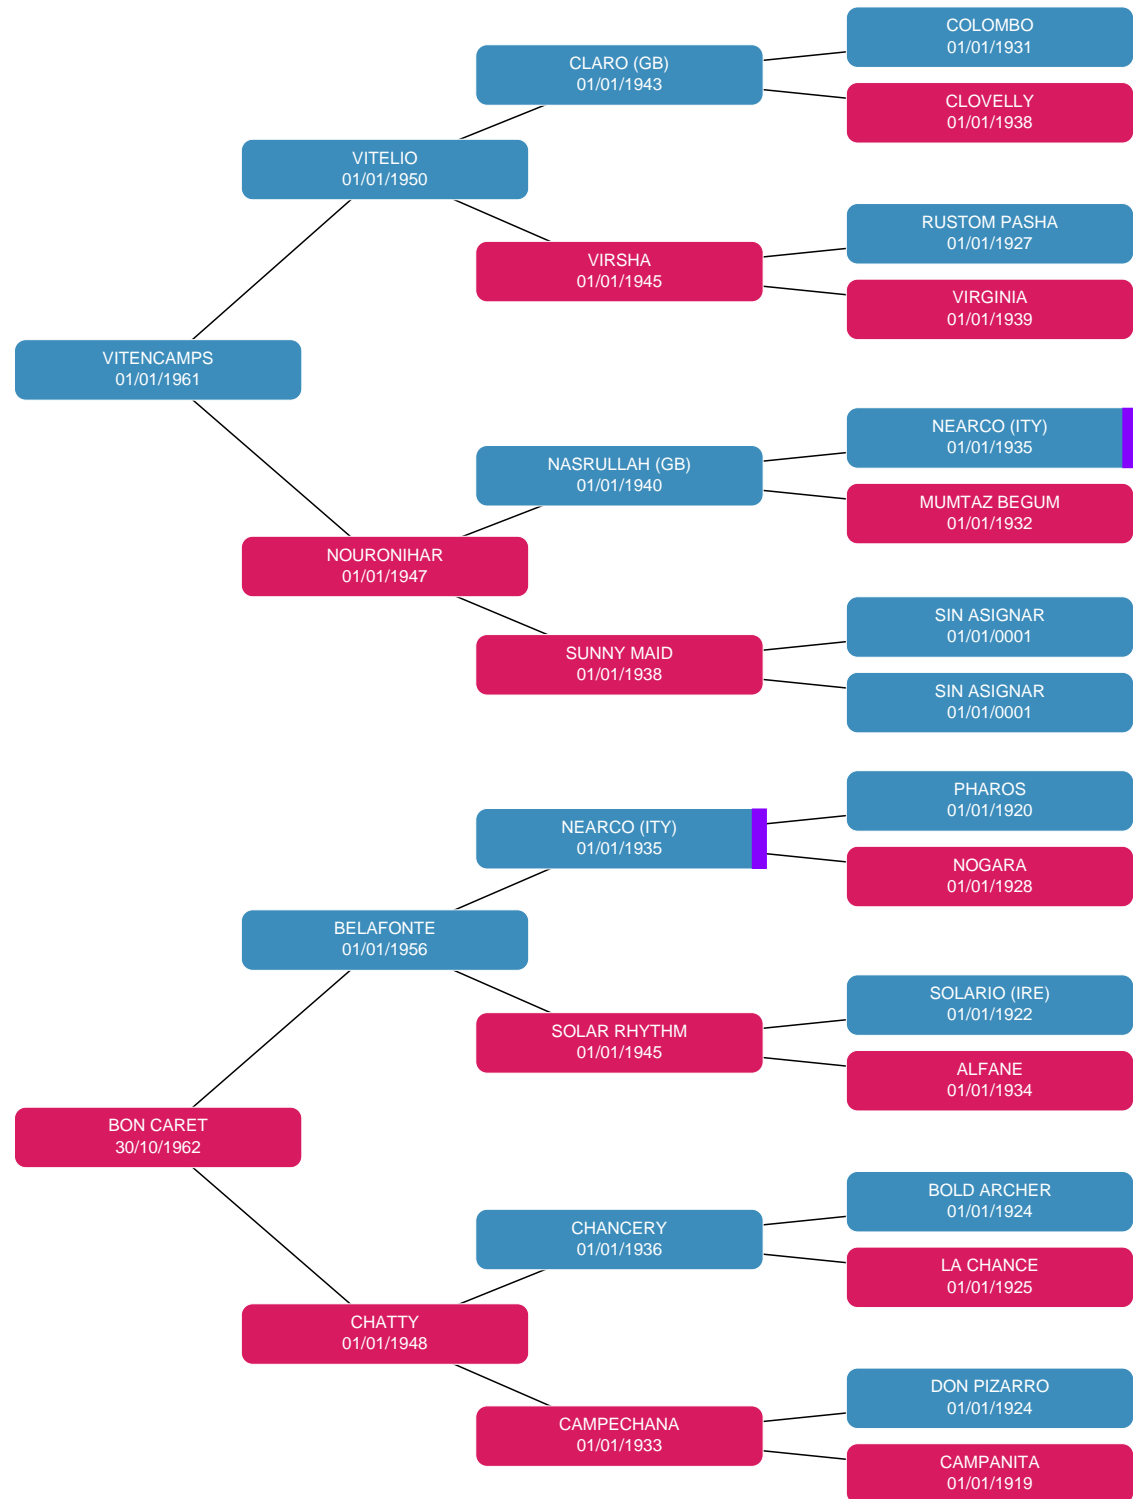 COLOMBO
01/01/1931
CLARO (GB)
01/01/1943
CLOVELLY
01/01/1938
VITELIO
01/01/1950
RUSTOM PASHA
01/01/1927
VIRSHA
01/01/1945
VIRGINIA
01/01/1939
VITENCAMPS
01/01/1961
NEARCO (ITY)
01/01/1935
NASRULLAH (GB)
01/01/1940
MUMTAZ BEGUM
01/01/1932
NOURONIHAR
01/01/1947
SIN ASIGNAR
01/01/0001
SUNNY MAID
01/01/1938
SIN ASIGNAR
01/01/0001
PHAROS
01/01/1920
NEARCO (ITY)
01/01/1935
NOGARA
01/01/1928
BELAFONTE
01/01/1956
SOLARIO (IRE)
01/01/1922
SOLAR RHYTHM
01/01/1945
ALFANE
01/01/1934
BON CARET
30/10/1962
BOLD ARCHER
01/01/1924
CHANCERY
01/01/1936
LA CHANCE
01/01/1925
CHATTY
01/01/1948
DON PIZARRO
01/01/1924
CAMPECHANA
01/01/1933
CAMPANITA
01/01/1919